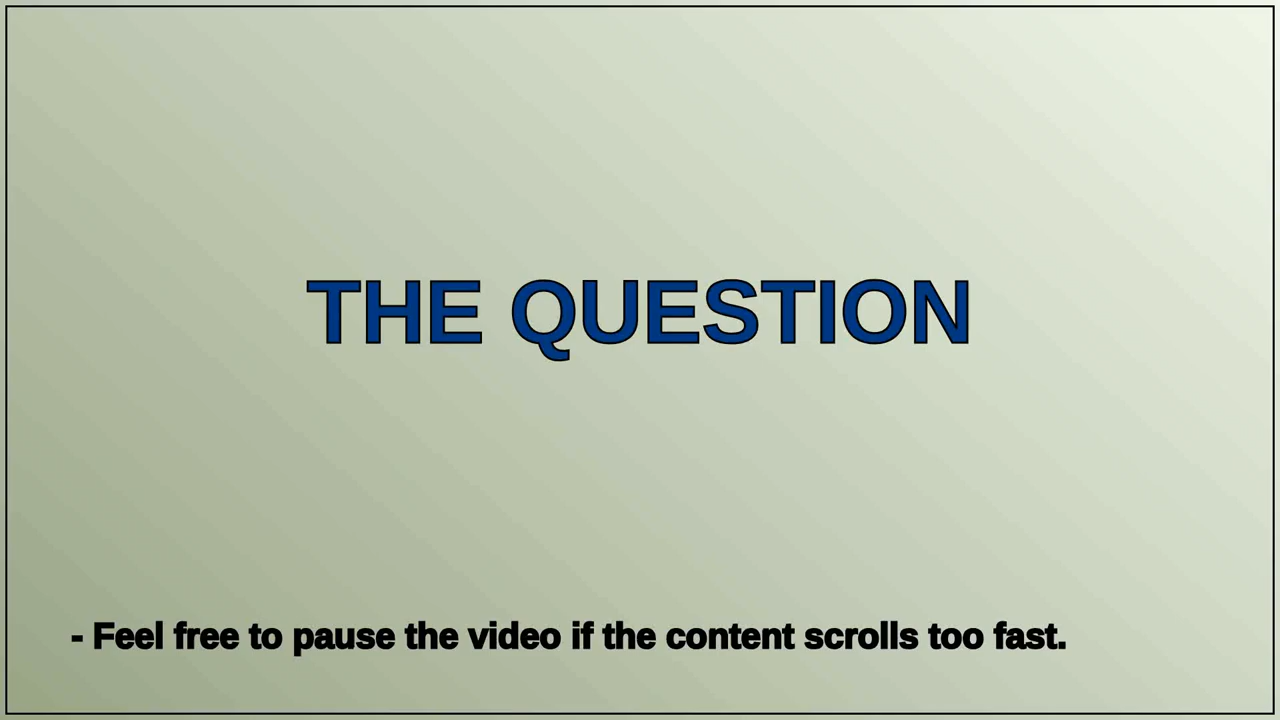 THE QUESTION
- Feel free to pause the video if the content scrolls too fast.